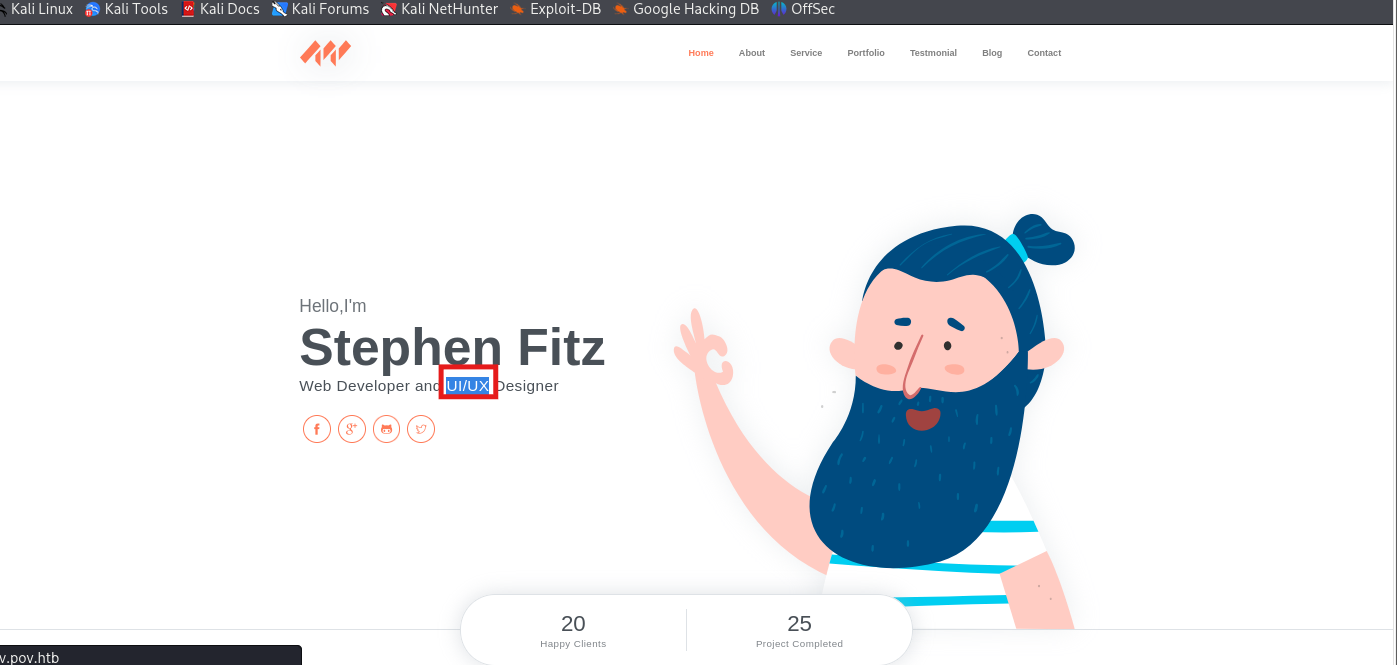 Kali Linux Kali Tools Kali Docs Kali Forums Kali NetHunter Exploit-DB Google Hacking DB OffSec
Home About Service Portfolio Testmonial Blog Contact
Hello,I'm
Stephen Fitz
Web Developer and UI/UX Designer
20 25
Happy Clients Project Completed
v.pov.htb